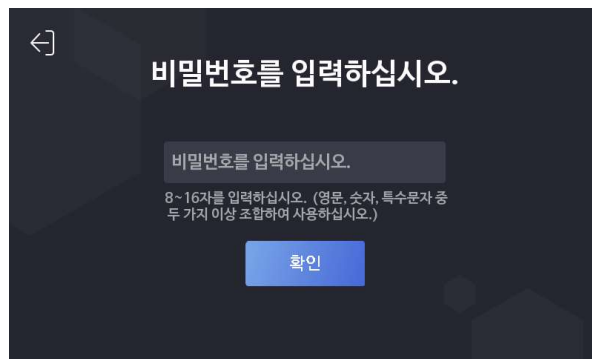 비밀번호를 입력하십시오.
비밀번호를 입력하십시오.
8~16자를 입력하십시오. (영문, 숫자, 특수문자 중
두 가지 이상 조합하여 사용하십시오.)
확인